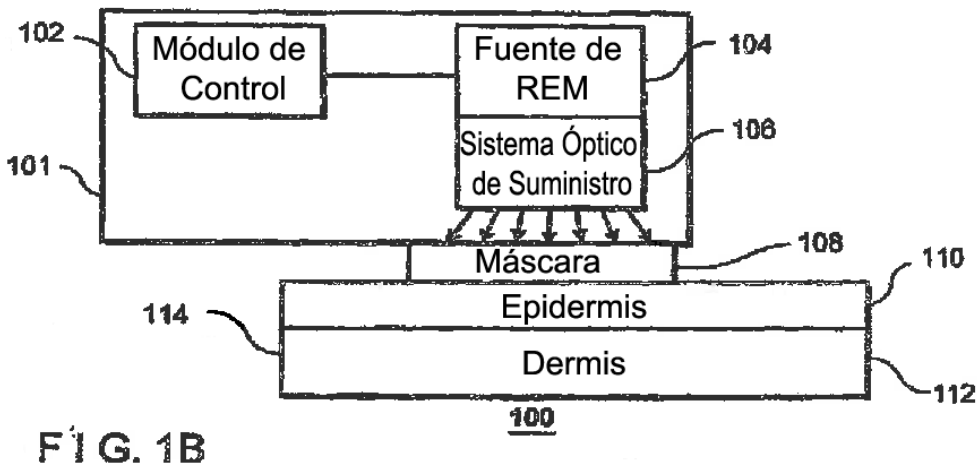 102
Módulo de
Control
Fuente de
REM
104
Sistema Óptico
de Suministro
106
101
Máscara
108
Epidermis
110
114
Dermis
112
100
FIG. 1B